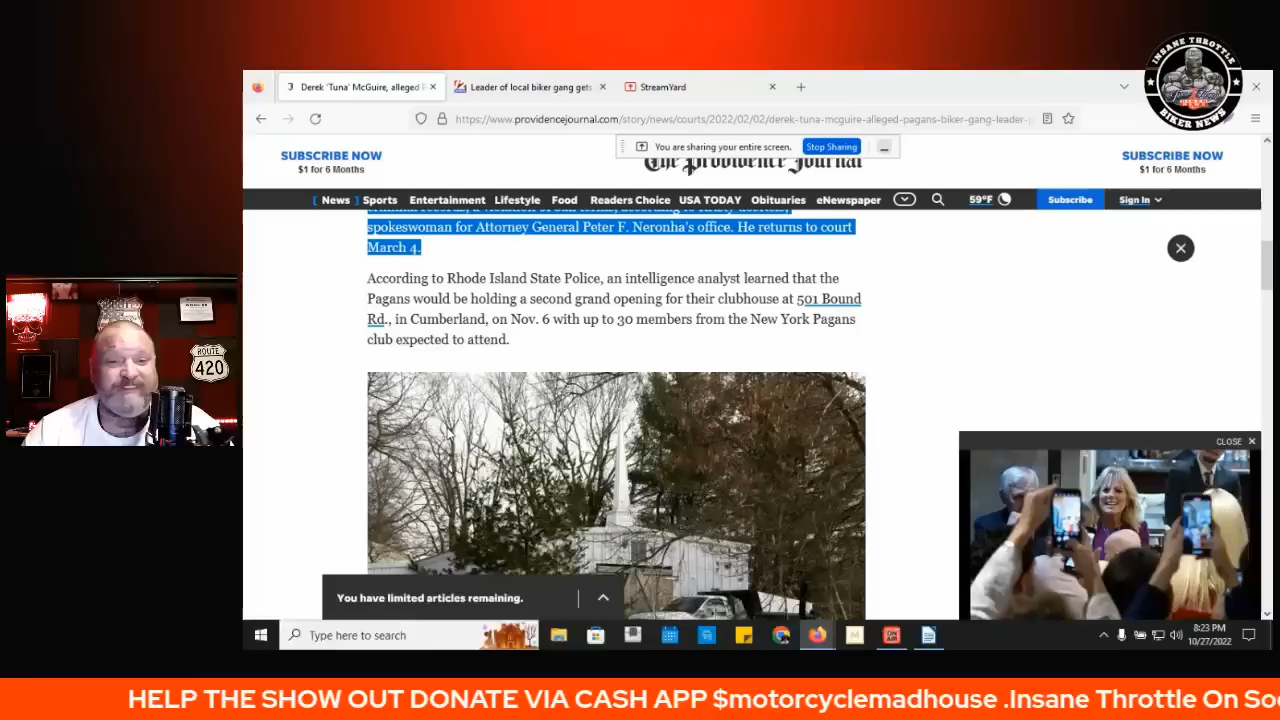 INSANE THROTTLE
BIKER NEWS
3 Derek 'Tuna' McGuire, alleged P
Leader of local biker gang gets
StreamYard
https://www.providencejournal.com/story/news/courts/2022/02/02/derek-tuna-mcguire-alleged-pagans-biker-gang-leader-
You are sharing your entire screen.
Stop Sharing
SUBSCRIBE NOW
$1 for 6 Months
The Providence Journal
SUBSCRIBE NOW
$1 for 6 Months
[ News ] Sports Entertainment Lifestyle Food Readers Choice USA TODAY Obituaries eNewspaper 59°F Subscribe Sign In
spokeswoman for Attorney General Peter F. Neronha's office. He returns to court
March 4.
According to Rhode Island State Police, an intelligence analyst learned that the
Pagans would be holding a second grand opening for their clubhouse at 501 Bound
Rd., in Cumberland, on Nov. 6 with up to 30 members from the New York Pagans
club expected to attend.
ROUTE
420
CLOSE
You have limited articles remaining.
Type here to search
ON AIR
8:23 PM
10/27/2022
HELP THE SHOW OUT DONATE VIA CASH APP $motorcyclemadhouse .Insane Throttle On So